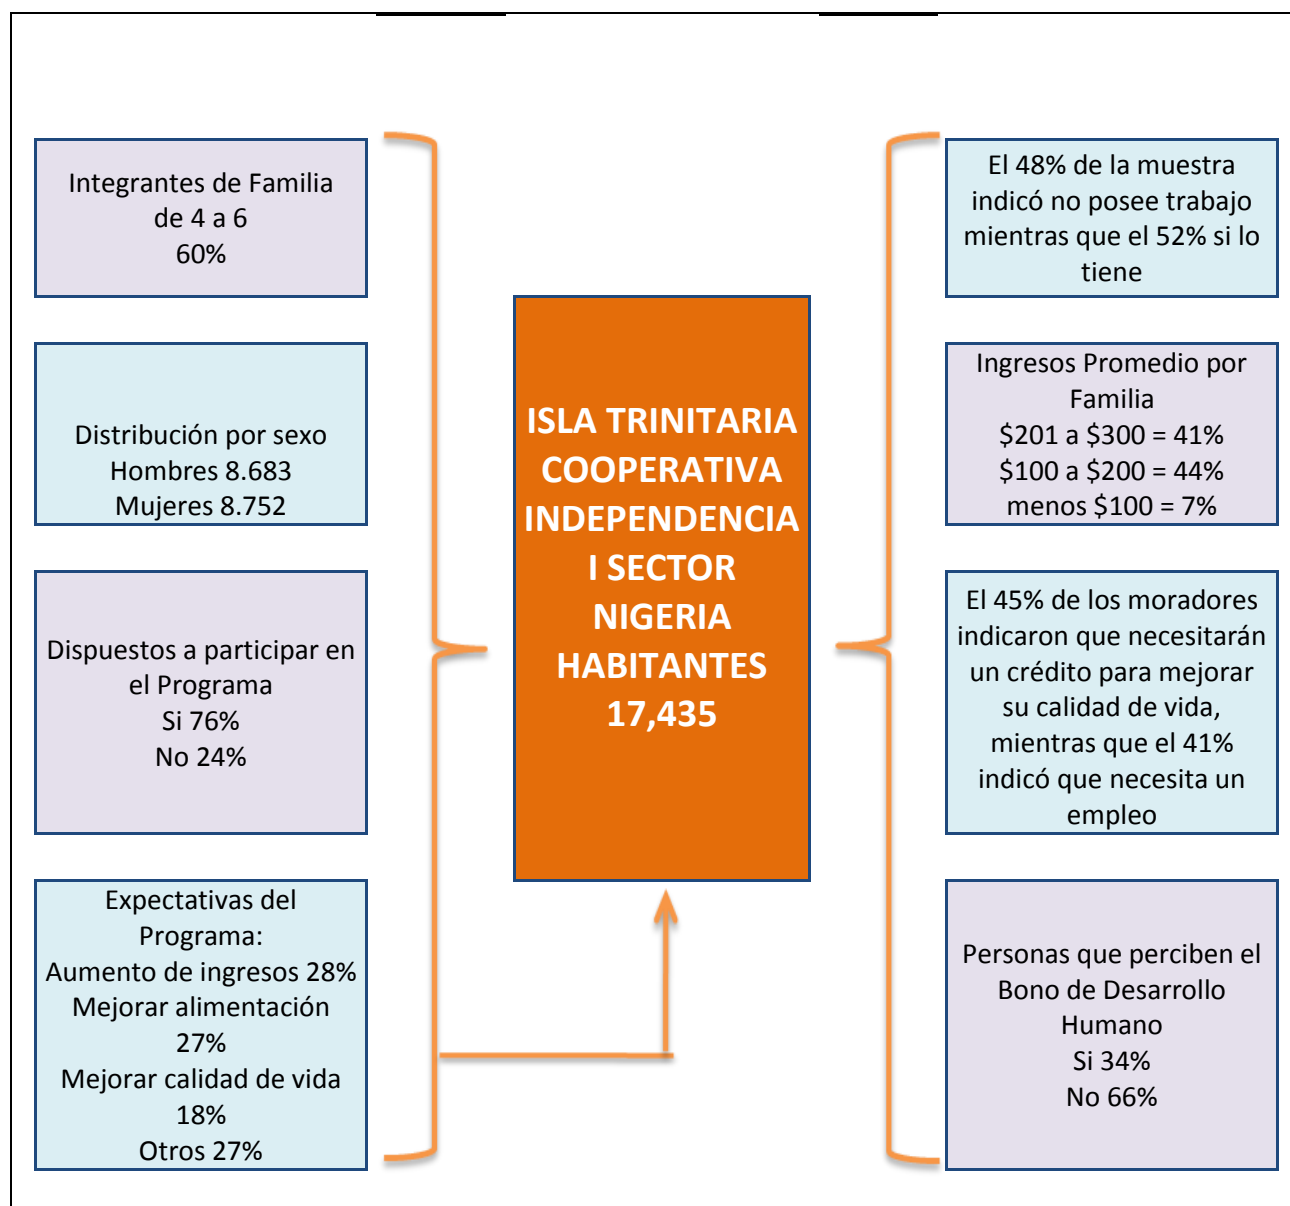 Integrantes de Familia
de 4 a 6
60%
Distribución por sexo
Hombres 8.683
Mujeres 8.752
Dispuestos a participar en
el Programa
Si 76%
No 24%
Expectativas del
Programa:
Aumento de ingresos 28%
Mejorar alimentación
27%
Mejorar calidad de vida
18%
Otros 27%
ISLA TRINITARIA
COOPERATIVA
INDEPENDENCIA
I SECTOR
NIGERIA
HABITANTES
17,435
El 48% de la muestra
indicó no posee trabajo
mientras que el 52% si lo
tiene
Ingresos Promedio por
Familia
$201 a $300 = 41%
$100 a $200 = 44%
menos $100 = 7%
El 45% de los moradores
indicaron que necesitarán
un crédito para mejorar
su calidad de vida,
mientras que el 41%
indicó que necesita un
empleo
Personas que perciben el
Bono de Desarrollo
Humano
Si 34%
No 66%